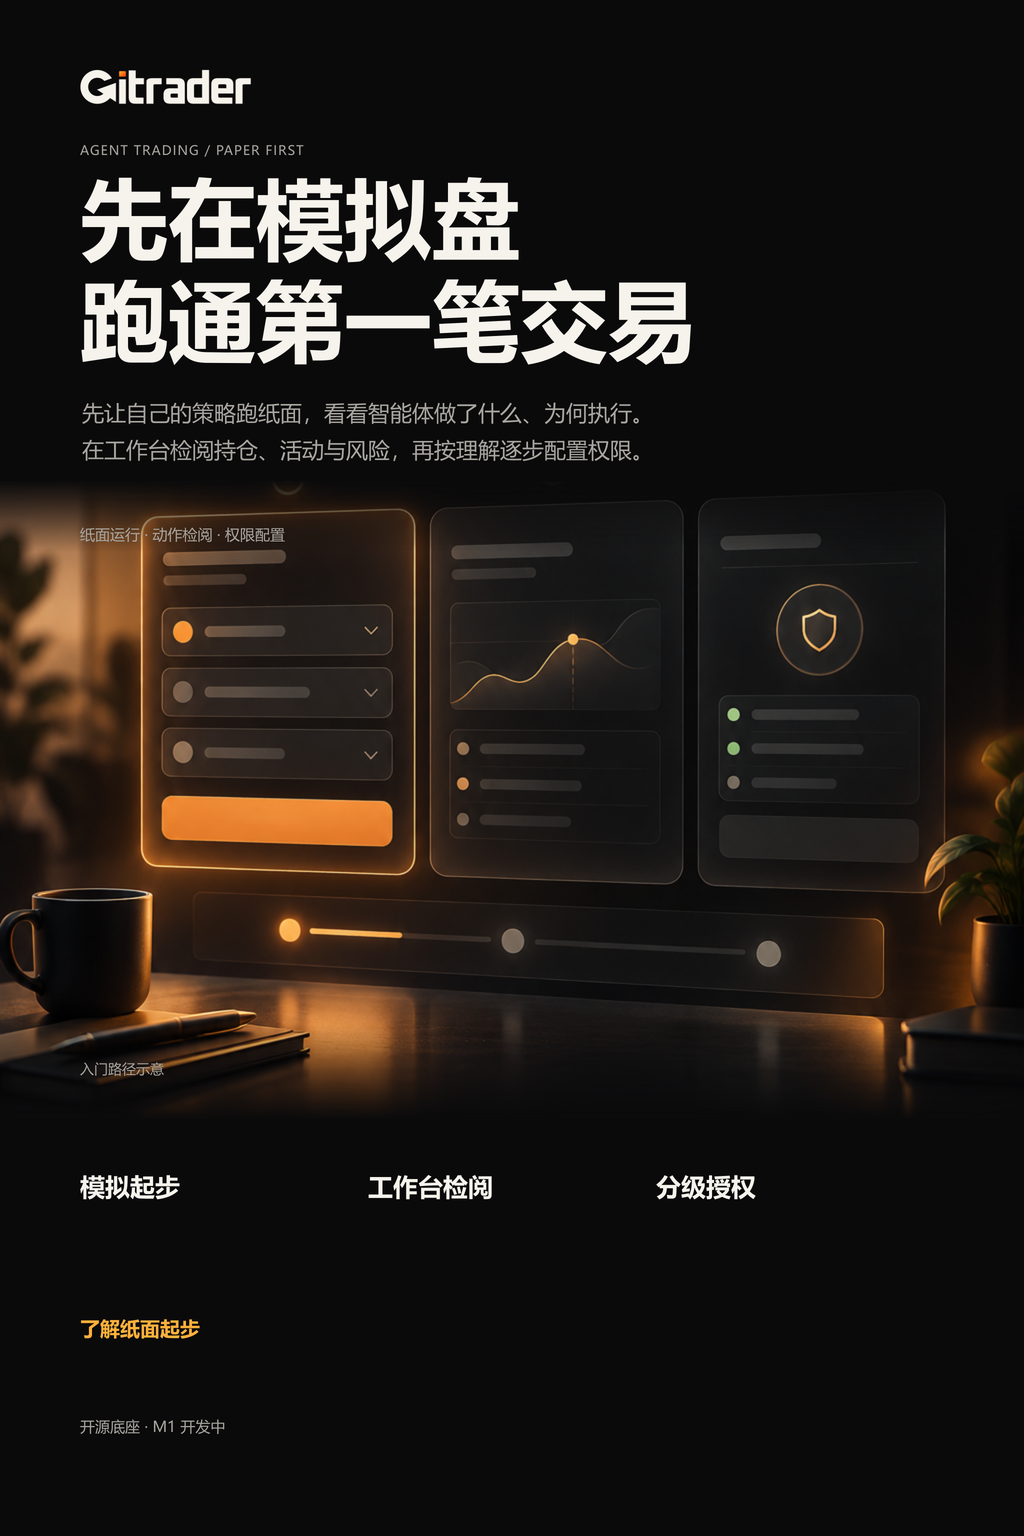 Gitrader
AGENT TRADING / PAPER FIRST
先在模拟盘
跑通第一笔交易
先让自己的策略跑纸面，看看智能体做了什么、为何执行。
在工作台检阅持仓、活动与风险，再按理解逐步配置权限。
纸面运行 · 动作检阅 · 权限配置
入门路径示意
模拟起步
工作台检阅
分级授权
了解纸面起步
开源底座 · M1 开发中